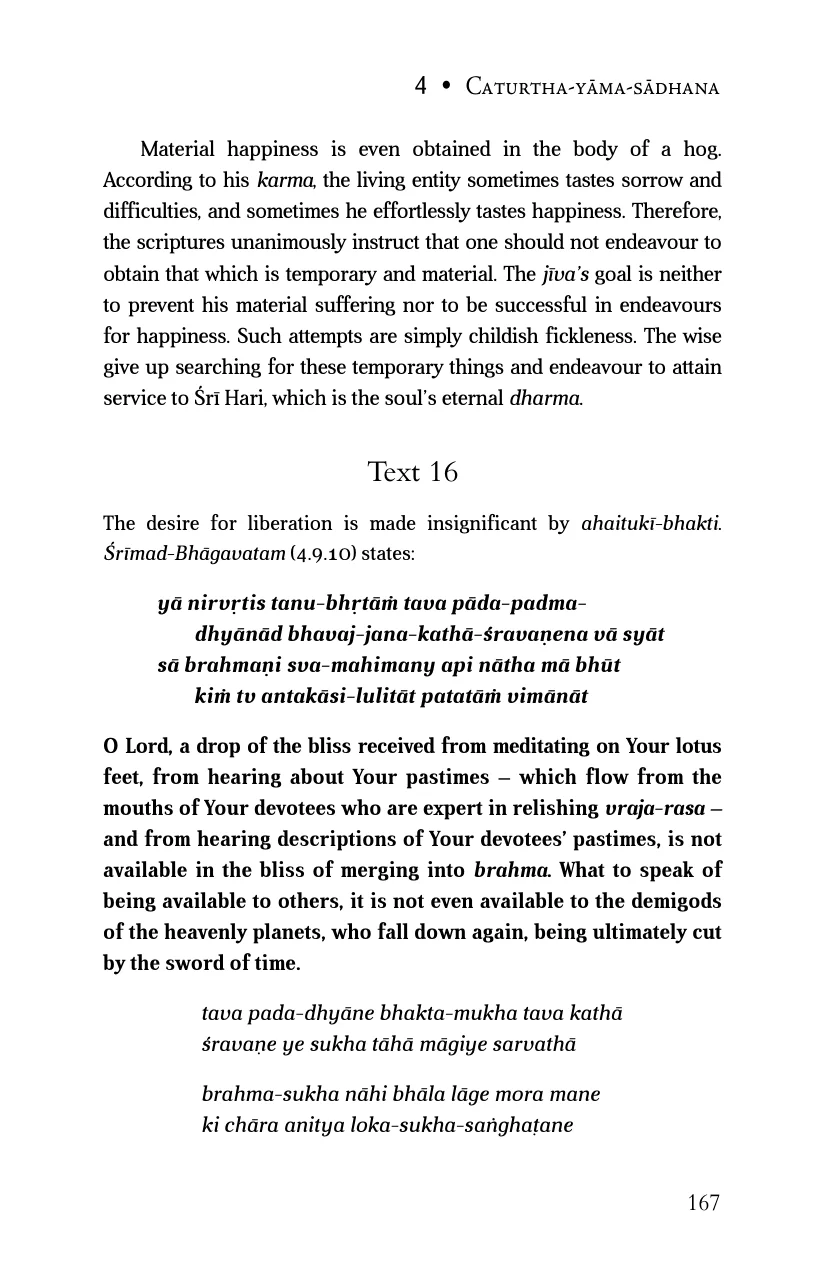 4 • Caturtha-yāma-sādhana
Material happiness is even obtained in the body of a hog.
According to his karma, the living entity sometimes tastes sorrow and
difficulties, and sometimes he effortlessly tastes happiness. Therefore,
the scriptures unanimously instruct that one should not endeavour to
obtain that which is temporary and material. The jīva's goal is neither
to prevent his material suffering nor to be successful in endeavours
for happiness. Such attempts are simply childish fickleness. The wise
give up searching for these temporary things and endeavour to attain
service to Śrī Hari, which is the soul's eternal dharma.
Text 16
The desire for liberation is made insignificant by ahaitukī-bhakti.
Śrīmad-Bhāgavatam (4.9.10) states:
yā nirvṛtis tanu-bhṛtāṁ tava pāda-padma-
dhyānād bhavaj-jana-kathā-śravaṇena vā syāt
sā brahmaṇi sva-mahimany api nātha mā bhūt
kiṁ tv antakāsi-lulitāt patatāṁ vimānāt
O Lord, a drop of the bliss received from meditating on Your lotus
feet, from hearing about Your pastimes – which flow from the
mouths of Your devotees who are expert in relishing vraja-rasa –
and from hearing descriptions of Your devotees' pastimes, is not
available in the bliss of merging into brahma. What to speak of
being available to others, it is not even available to the demigods
of the heavenly planets, who fall down again, being ultimately cut
by the sword of time.
tava pada-dhyāne bhakta-mukha tava kathā
śravaṇe ye sukha tāhā māgiye sarvathā
brahma-sukha nāhi bhāla lāge mora mane
ki chāra anitya loka-sukha-saṅghaṭane
167